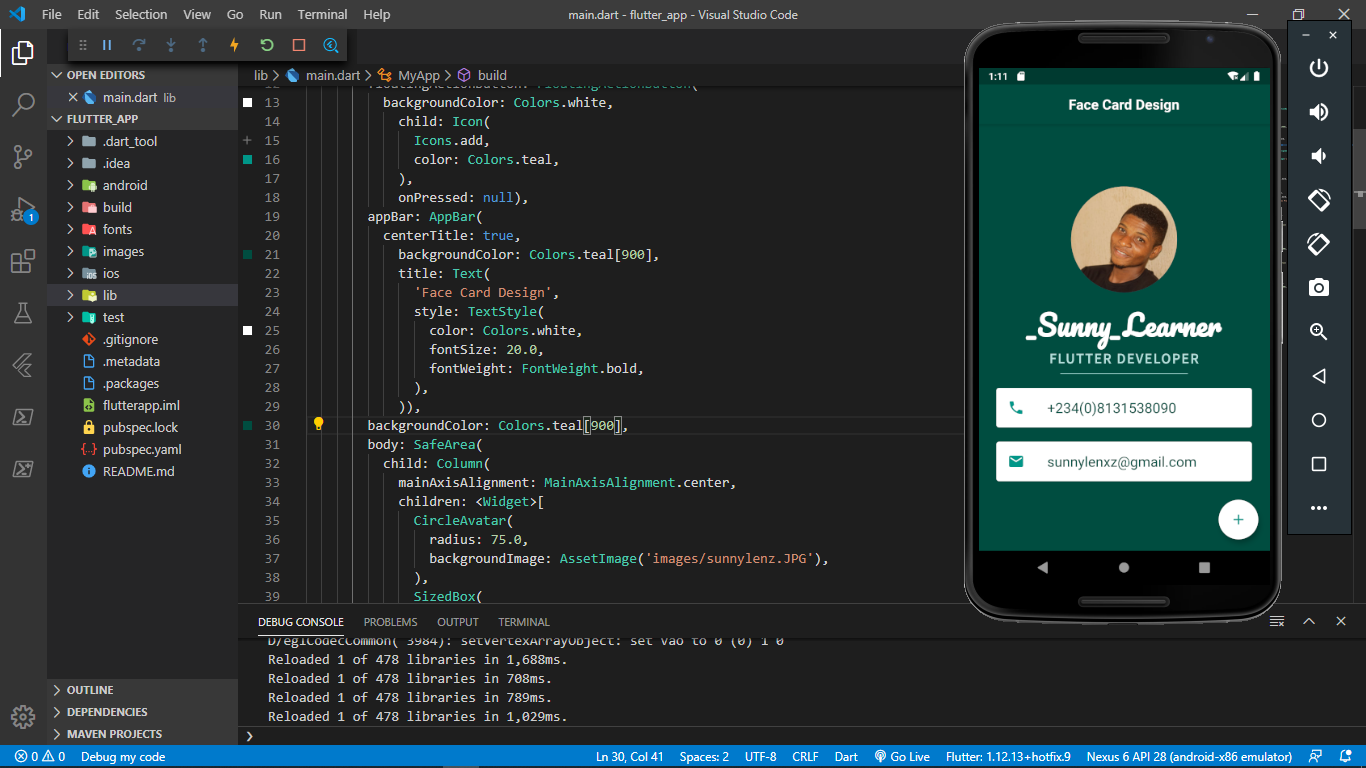 File Edit Selection View Go Run Terminal Help
main.dart - flutter_app - Visual Studio Code
OPEN EDITORS
main.dart lib
FLUTTER_APP
.dart_tool
.idea
android
build
fonts
images
ios
lib
test
.gitignore
.metadata
.packages
flutterapp.iml
pubspec.lock
pubspec.yaml
README.md
OUTLINE
DEPENDENCIES
MAVEN PROJECTS
1
lib > main.dart > MyApp > build
12 floatingActionButton: FloatingActionButton(
13 backgroundColor: Colors.white,
14 child: Icon(
15 Icons.add,
16 color: Colors.teal,
17 ),
18 onPressed: null),
19 appBar: AppBar(
20 centerTitle: true,
21 backgroundColor: Colors.teal[900],
22 title: Text(
23 'Face Card Design',
24 style: TextStyle(
25 color: Colors.white,
26 fontSize: 20.0,
27 fontWeight: FontWeight.bold,
28 ),
29 )),
30 backgroundColor: Colors.teal[900],
31 body: SafeArea(
32 child: Column(
33 mainAxisAlignment: MainAxisAlignment.center,
34 children: <Widget>[
35 CircleAvatar(
36 radius: 75.0,
37 backgroundImage: AssetImage('images/sunnylenz.JPG'),
38 ),
39 SizedBox(
DEBUG CONSOLE PROBLEMS OUTPUT TERMINAL
D/eglCodecCommon( 3984): setVertexArrayObject: set vao to 0 (0) 1 0
Reloaded 1 of 478 libraries in 1,688ms.
Reloaded 1 of 478 libraries in 708ms.
Reloaded 1 of 478 libraries in 789ms.
Reloaded 1 of 478 libraries in 1,029ms.
1:11
Face Card Design
_Sunny_Learner
FLUTTER DEVELOPER
+234(0)8131538090
sunnylenxz@gmail.com
0 0 Debug my code
Ln 30, Col 41 Spaces: 2 UTF-8 CRLF Dart Go Live Flutter: 1.12.13+hotfix.9 Nexus 6 API 28 (android-x86 emulator)